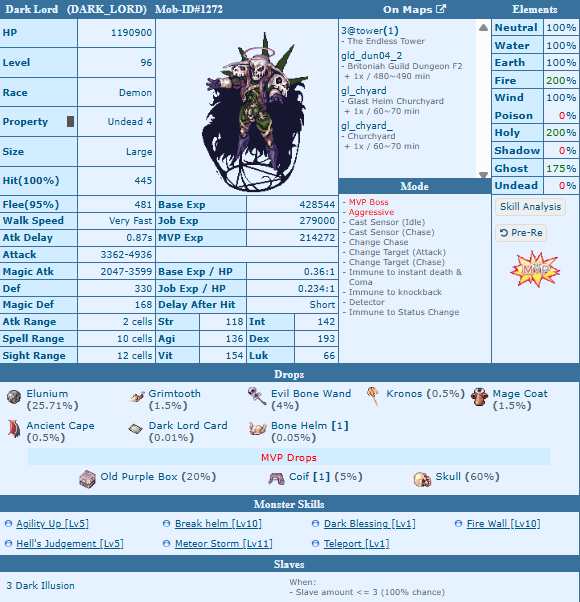 Dark Lord (DARK_LORD) Mob-ID#1272
HP 1190900
Level 96
Race Demon
Property Undead 4
Size Large
Hit(100%) 445
Flee(95%) 481 Base Exp 428544
Walk Speed Very Fast Job Exp 279000
Atk Delay 0.87s MVP Exp 214272
Attack 3362-4936
Magic Atk 2047-3599 Base Exp / HP 0.36:1
Def 330 Job Exp / HP 0.234:1
Magic Def 168 Delay After Hit Short
Atk Range 2 cells Str 118 Int 142
Spell Range 10 cells Agi 136 Dex 193
Sight Range 12 cells Vit 154 Luk 66
On Maps
3@tower(1)
- The Endless Tower
gld_dun04_2
- Britoniah Guild Dungeon F2
+ 1x / 480~490 min
gl_chyard
- Glast Heim Churchyard
+ 1x / 60~70 min
gl_chyard_
- Churchyard
+ 1x / 60~70 min
Mode
- MVP Boss
- Aggressive
- Cast Sensor (Idle)
- Cast Sensor (Chase)
- Change Chase
- Change Target (Attack)
- Change Target (Chase)
- Immune to instant death &
Coma
- Immune to knockback
- Detector
- Immune to Status Change
Elements
Neutral 100%
Water 100%
Earth 100%
Fire 200%
Wind 100%
Poison 0%
Holy 200%
Shadow 0%
Ghost 175%
Undead 0%
Skill Analysis
Pre-Re
MVP
Drops
Elunium
(25.71%)
Grimtooth
(1.5%)
Evil Bone Wand
(4%)
Kronos (0.5%)
Mage Coat
(1.5%)
Ancient Cape
(0.5%)
Dark Lord Card
(0.01%)
Bone Helm [1]
(0.05%)
MVP Drops
Old Purple Box (20%) Coif [1] (5%) Skull (60%)
Monster Skills
Agility Up [Lv5] Break helm [Lv10] Dark Blessing [Lv1] Fire Wall [Lv10]
Hell's Judgement [Lv5] Meteor Storm [Lv11] Teleport [Lv1]
Slaves
3 Dark Illusion
When:
- Slave amount <= 3 (100% chance)